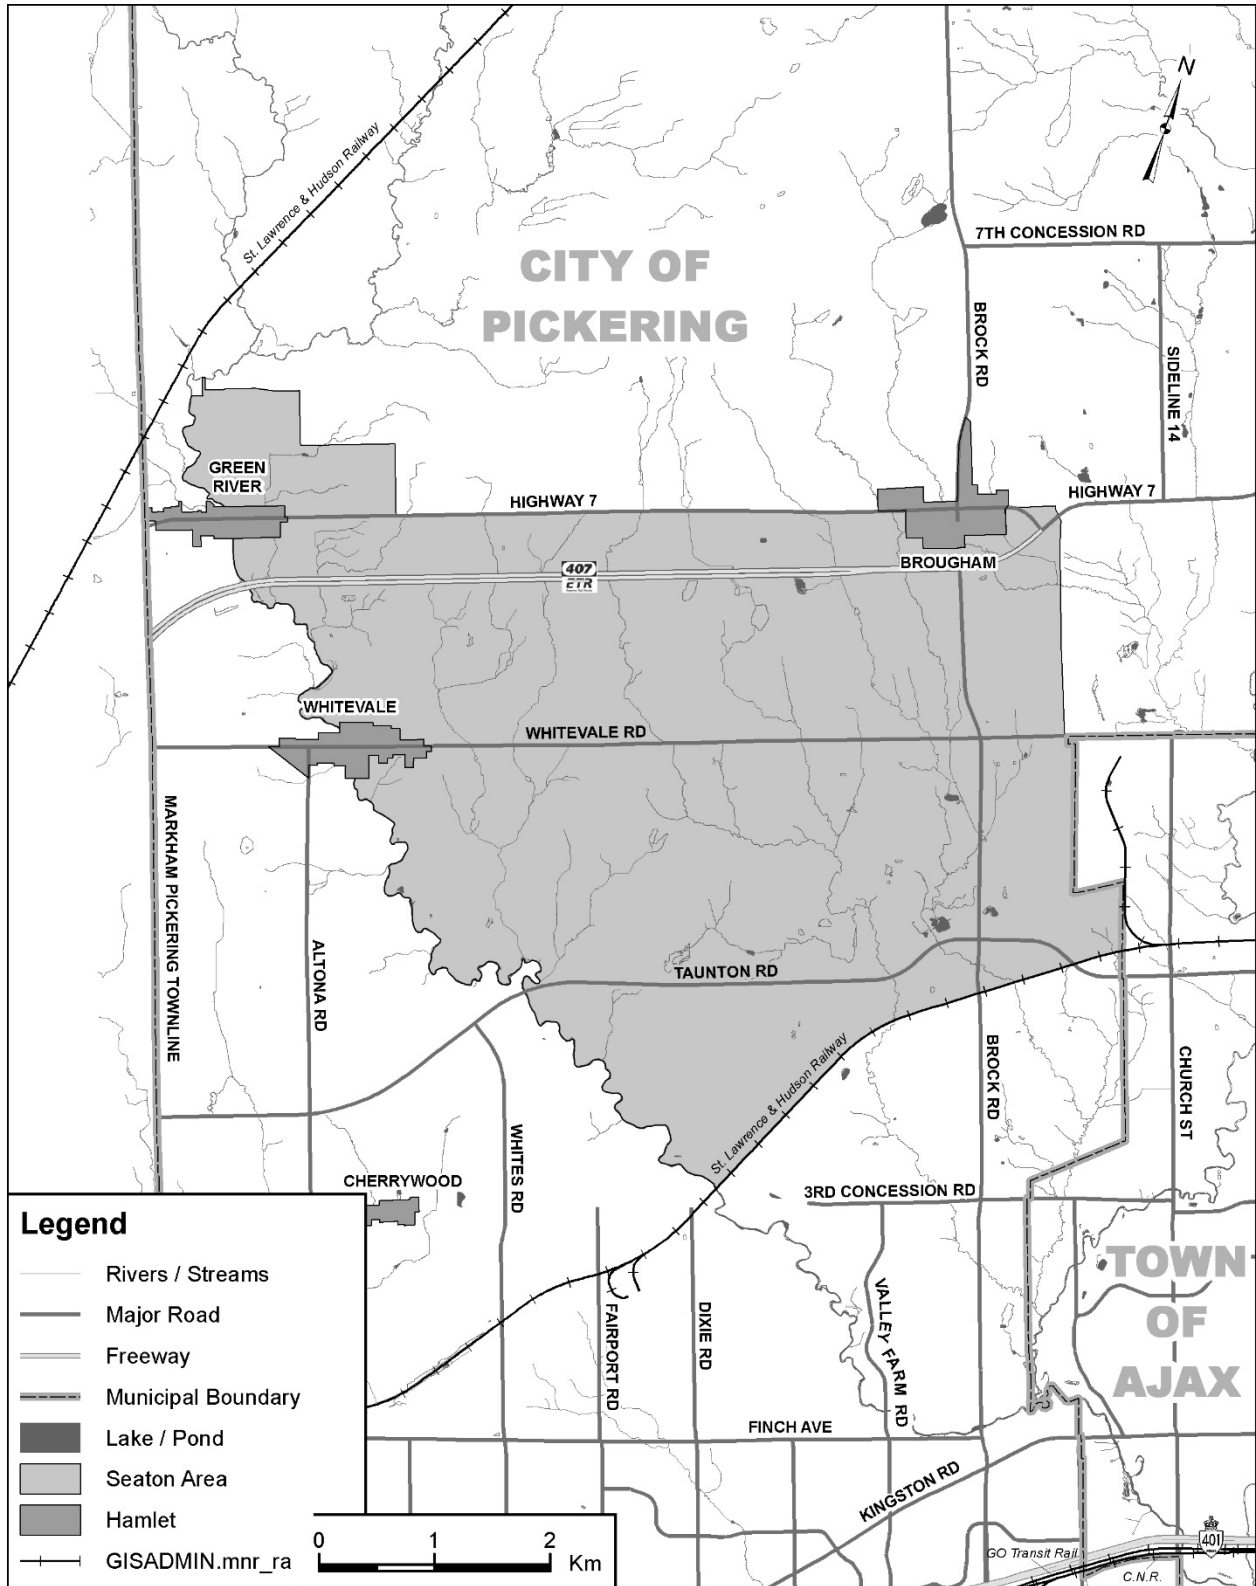 N
St. Lawrence & Hudson Railway
7TH CONCESSION RD
CITY OF
PICKERING
BROCK RD
SIDELINE 14
GREEN
RIVER
HIGHWAY 7
HIGHWAY 7
BROUGHAM
407
ETR
WHITEVALE
WHITEVALE RD
MARKHAM PICKERING TOWNLINE
ALTONA RD
TAUNTON RD
St. Lawrence & Hudson Railway
BROCK RD
CHURCH ST
WHITES RD
CHERRYWOOD
3RD CONCESSION RD
FAIRPORT RD
DIXIE RD
VALLEY FARM RD
TOWN
OF
AJAX
FINCH AVE
KINGSTON RD
401
GO Transit Rail
C.N.R.
Legend
Rivers / Streams
Major Road
Freeway
Municipal Boundary
Lake / Pond
Seaton Area
Hamlet
GISADMIN.mnr_ra
0 1 2
Km